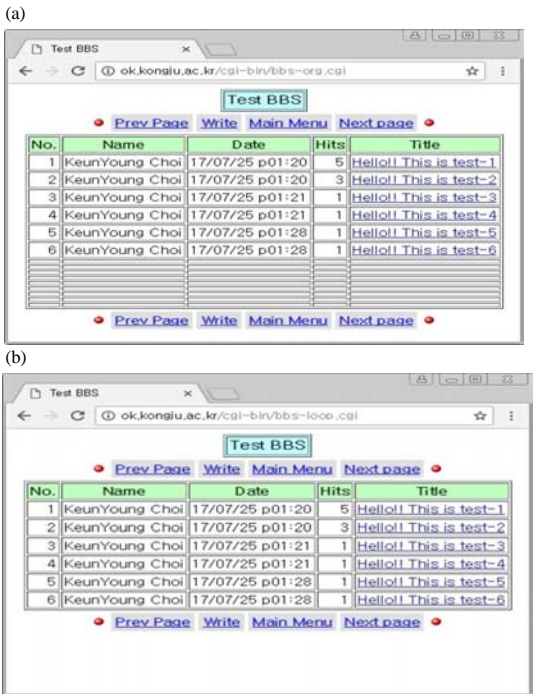 (a)
Test BBS
ok.kongju.ac.kr/cgi-bin/bbs-org.cgi
Test BBS
Prev Page Write Main Menu Next page
No. Name Date Hits Title
1 KeunYoung Choi 17/07/25 p01:20 5 Hello!! This is test-1
2 KeunYoung Choi 17/07/25 p01:20 3 Hello!! This is test-2
3 KeunYoung Choi 17/07/25 p01:21 1 Hello!! This is test-3
4 KeunYoung Choi 17/07/25 p01:21 1 Hello!! This is test-4
5 KeunYoung Choi 17/07/25 p01:28 1 Hello!! This is test-5
6 KeunYoung Choi 17/07/25 p01:28 1 Hello!! This is test-6
Prev Page Write Main Menu Next page
(b)
Test BBS
ok.kongju.ac.kr/cgi-bin/bbs-loop.cgi
Test BBS
Prev Page Write Main Menu Next page
No. Name Date Hits Title
1 KeunYoung Choi 17/07/25 p01:20 5 Hello!! This is test-1
2 KeunYoung Choi 17/07/25 p01:20 3 Hello!! This is test-2
3 KeunYoung Choi 17/07/25 p01:21 1 Hello!! This is test-3
4 KeunYoung Choi 17/07/25 p01:21 1 Hello!! This is test-4
5 KeunYoung Choi 17/07/25 p01:28 1 Hello!! This is test-5
6 KeunYoung Choi 17/07/25 p01:28 1 Hello!! This is test-6
Prev Page Write Main Menu Next page